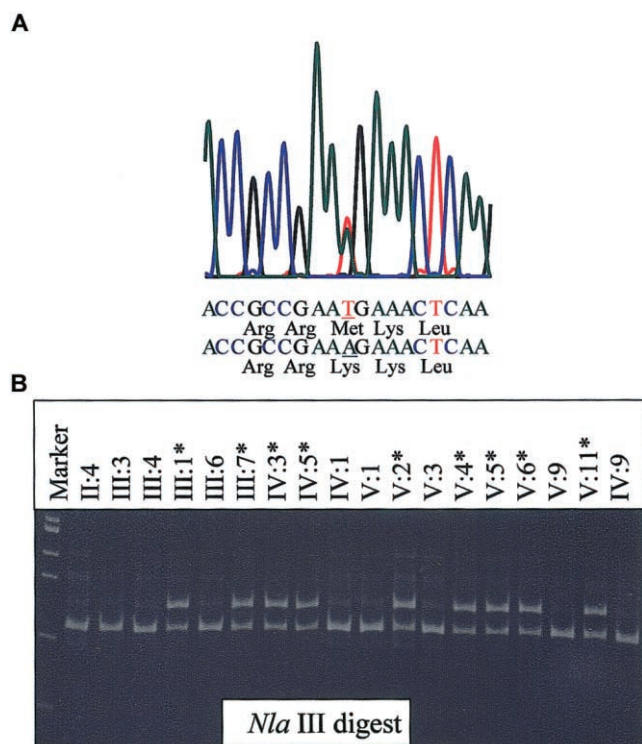 A
ACCGCCGAATGAAACTCAA
Arg Arg Met Lys Leu
ACCGCCGAAAGAAACTCAA
Arg Arg Lys Lys Leu
B
Marker II:4 III:3 III:4 III:1* III:6 III:7* IV:3* IV:5* IV:1 V:1 V:2* V:3 V:4* V:5* V:6* V:9 V:11* IV:9
Nla III digest